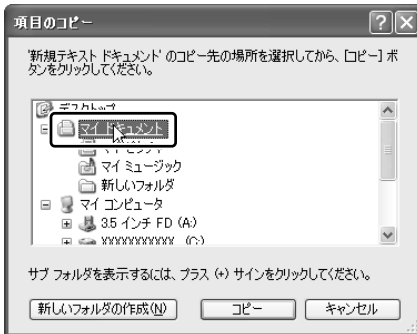 項目のコピー
'新規テキスト ドキュメント' のコピー先の場所を選択してから、[コピー] ボ
タンをクリックしてください。
デスクトップ
マイ ドキュメント
マイ ミュージック
新しいフォルダ
マイ コンピュータ
3.5 インチ FD (A:)
XXXXXXXXXX (C:)
サブ フォルダを表示するには、プラス (+) サインをクリックしてください。
新しいフォルダの作成(N)
コピー
キャンセル